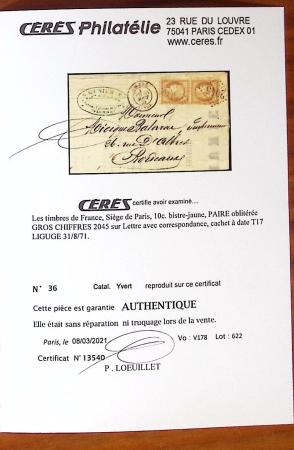 CERES Philatélie
23 RUE DU LOUVRE
75041 PARIS CEDEX 01
www.ceres.fr
Monsieur
Bordeaux
CERES certifie avoir examiné....
Les timbres de France, Siège de Paris, 10c. bistre-jaune, PAIRE oblitérée
GROS CHIFFRES 2045 sur Lettre avec correspondance, cachet à date T17
LIGUGE 31/8/71.
N° 36 Catal. Yvert reproduit sur ce certificat
Cette pièce est garantie AUTHENTIQUE
Elle était sans réparation ni truquage lors de la vente.
Paris, le 08/03/2021 Vo : V178 Lot : 622
Certificat N° 13540
P. LOEUILLET